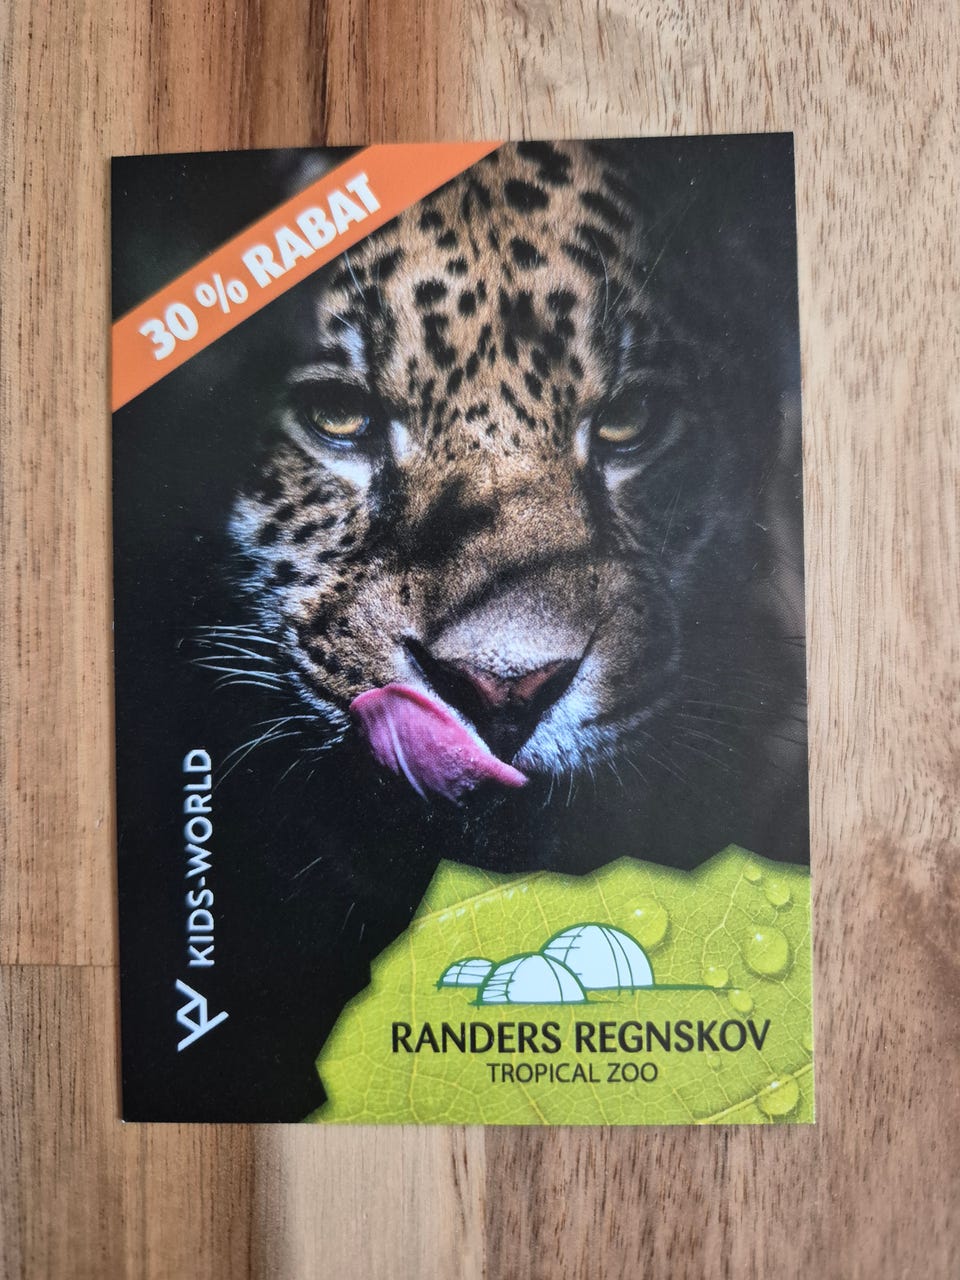 30 % RABAT
KIDS-WORLD
RANDERS REGNSKOV
TROPICAL ZOO